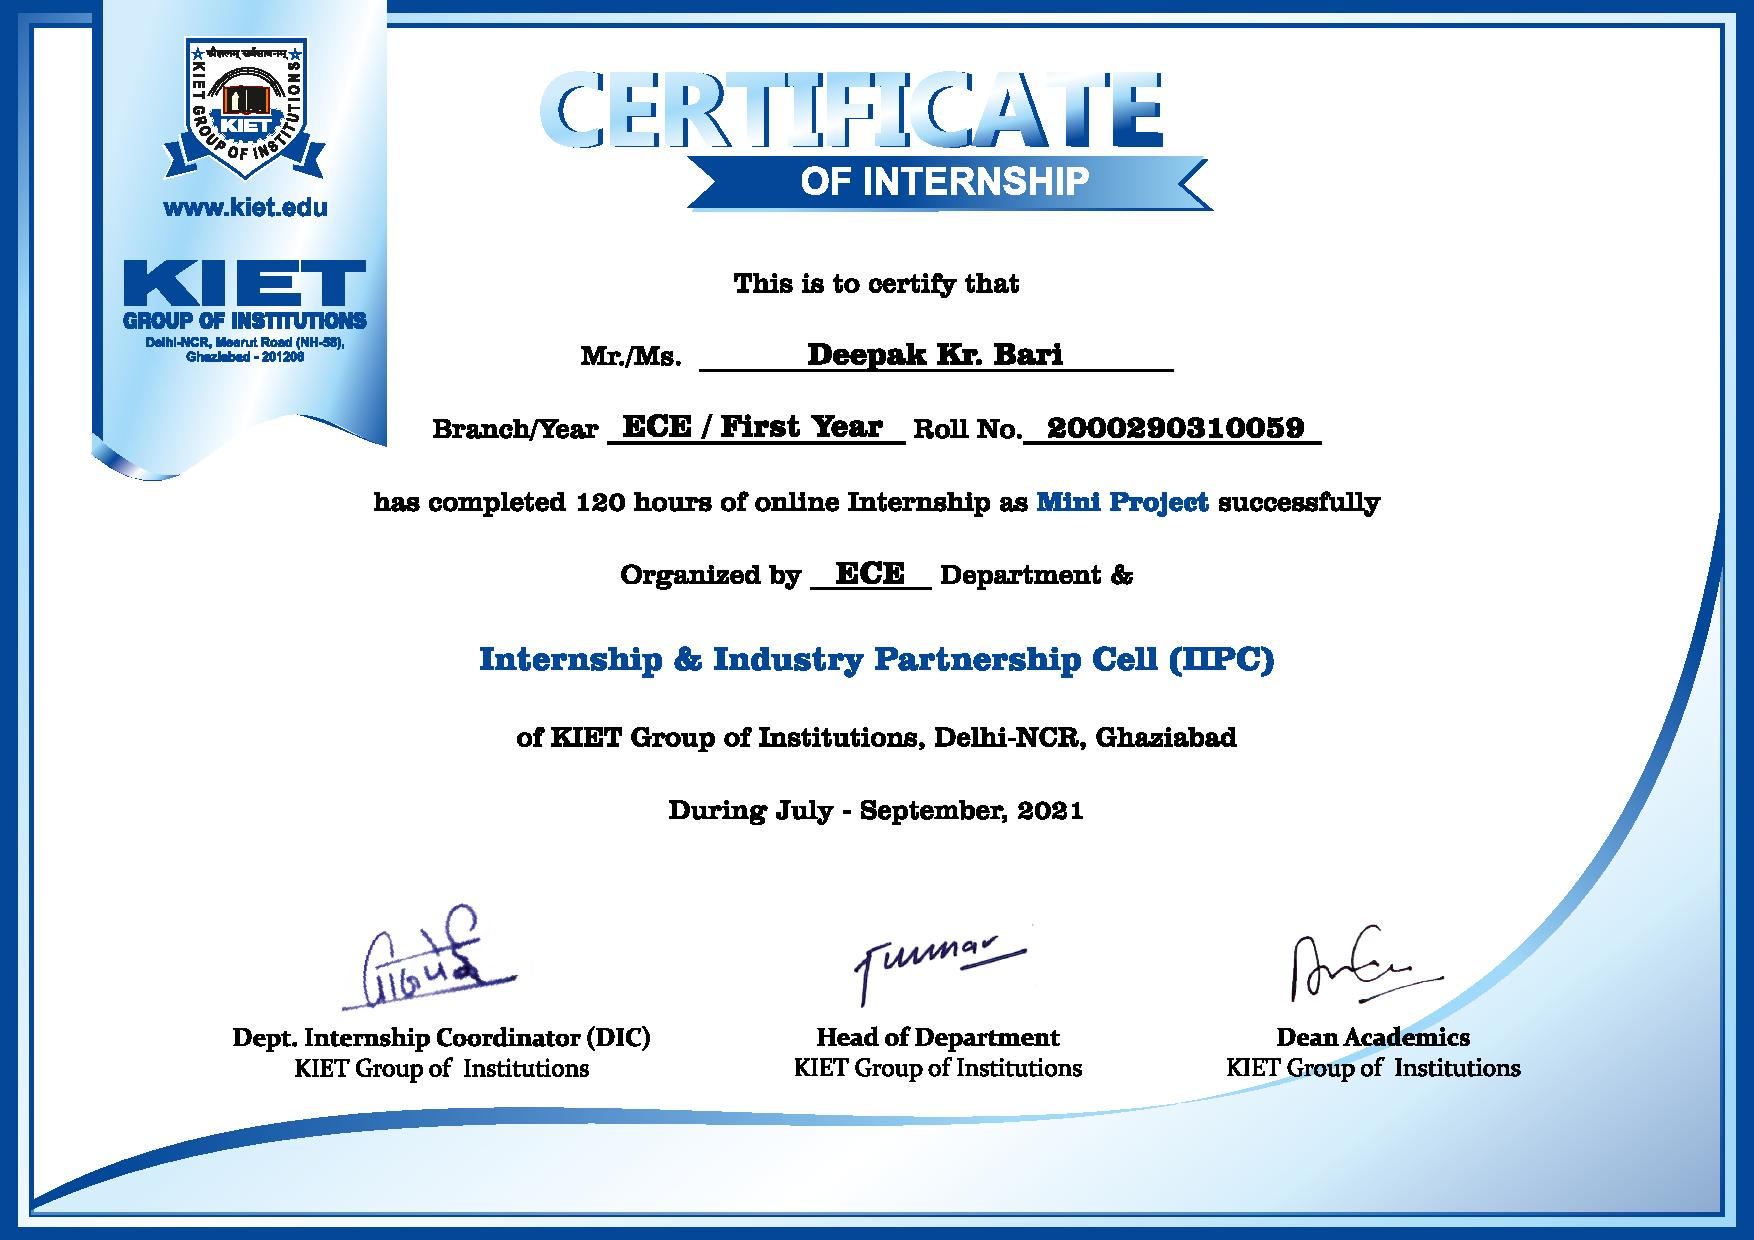 कौशलम् सर्वसाधनम्
KIET GROUP OF INSTITUTIONS
KIET
www.kiet.edu
KIET
GROUP OF INSTITUTIONS
Delhi-NCR, Meerut Road (NH-58),
Ghaziabad - 201206
CERTIFICATE
OF INTERNSHIP
This is to certify that
Mr./Ms. Deepak Kr. Bari
Branch/Year ECE / First Year Roll No. 2000290310059
has completed 120 hours of online Internship as Mini Project successfully
Organized by ECE Department &
Internship & Industry Partnership Cell (IIPC)
of KIET Group of Institutions, Delhi-NCR, Ghaziabad
During July - September, 2021
Dept. Internship Coordinator (DIC)
KIET Group of Institutions
Head of Department
KIET Group of Institutions
Dean Academics
KIET Group of Institutions